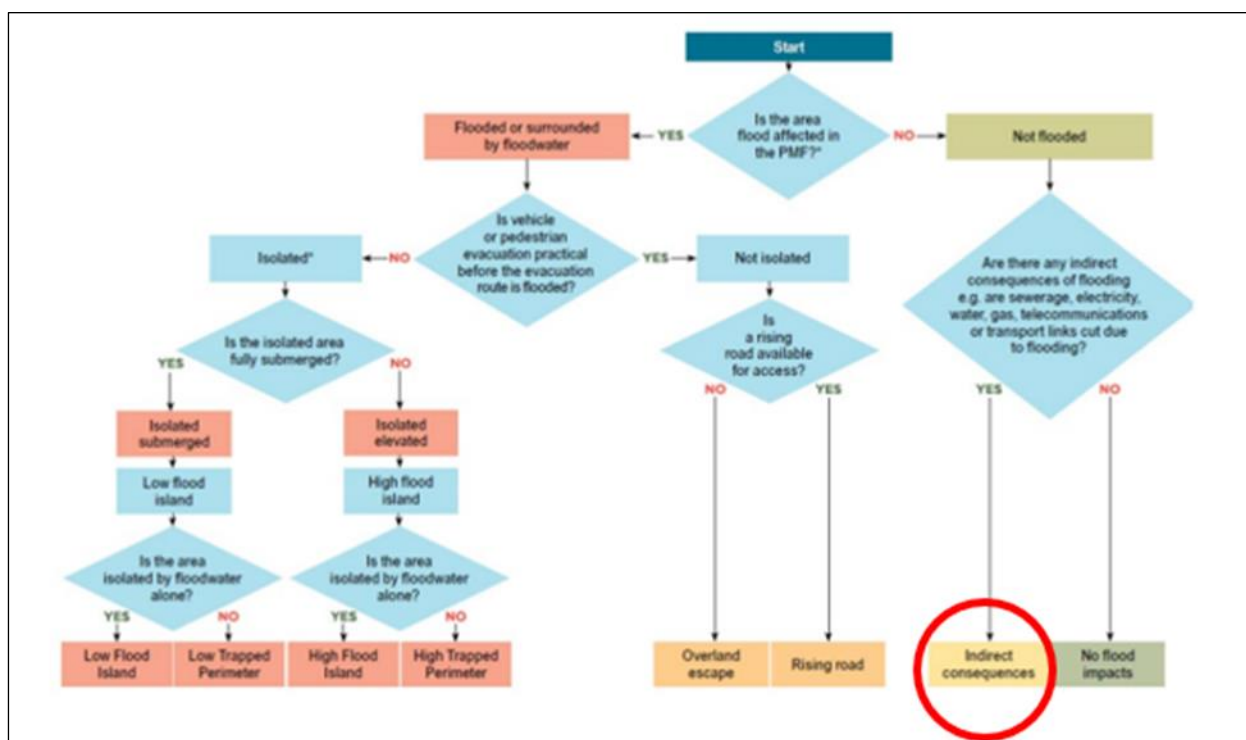 Start
Is the area
flood affected in
the PMF?*
YES
NO
Flooded or surrounded
by floodwater
Not flooded
Is vehicle
or pedestrian
evacuation practical
before the evacuation
route is flooded?
NO
YES
Isolated*
Not isolated
Are there any indirect
consequences of flooding
e.g. are sewerage, electricity,
water, gas, telecommunications
or transport links cut due
to flooding?
Is the isolated area
fully submerged?
Is
a rising
road available
for access?
YES
NO
NO
YES
YES
NO
Isolated
submerged
Isolated
elevated
Low flood
island
High flood
island
Is the area
isolated by floodwater
alone?
Is the area
isolated by floodwater
alone?
YES
NO
YES
NO
Low Flood
Island
Low Trapped
Perimeter
High Flood
Island
High Trapped
Perimeter
Overland
escape
Rising road
Indirect
consequences
No flood
impacts